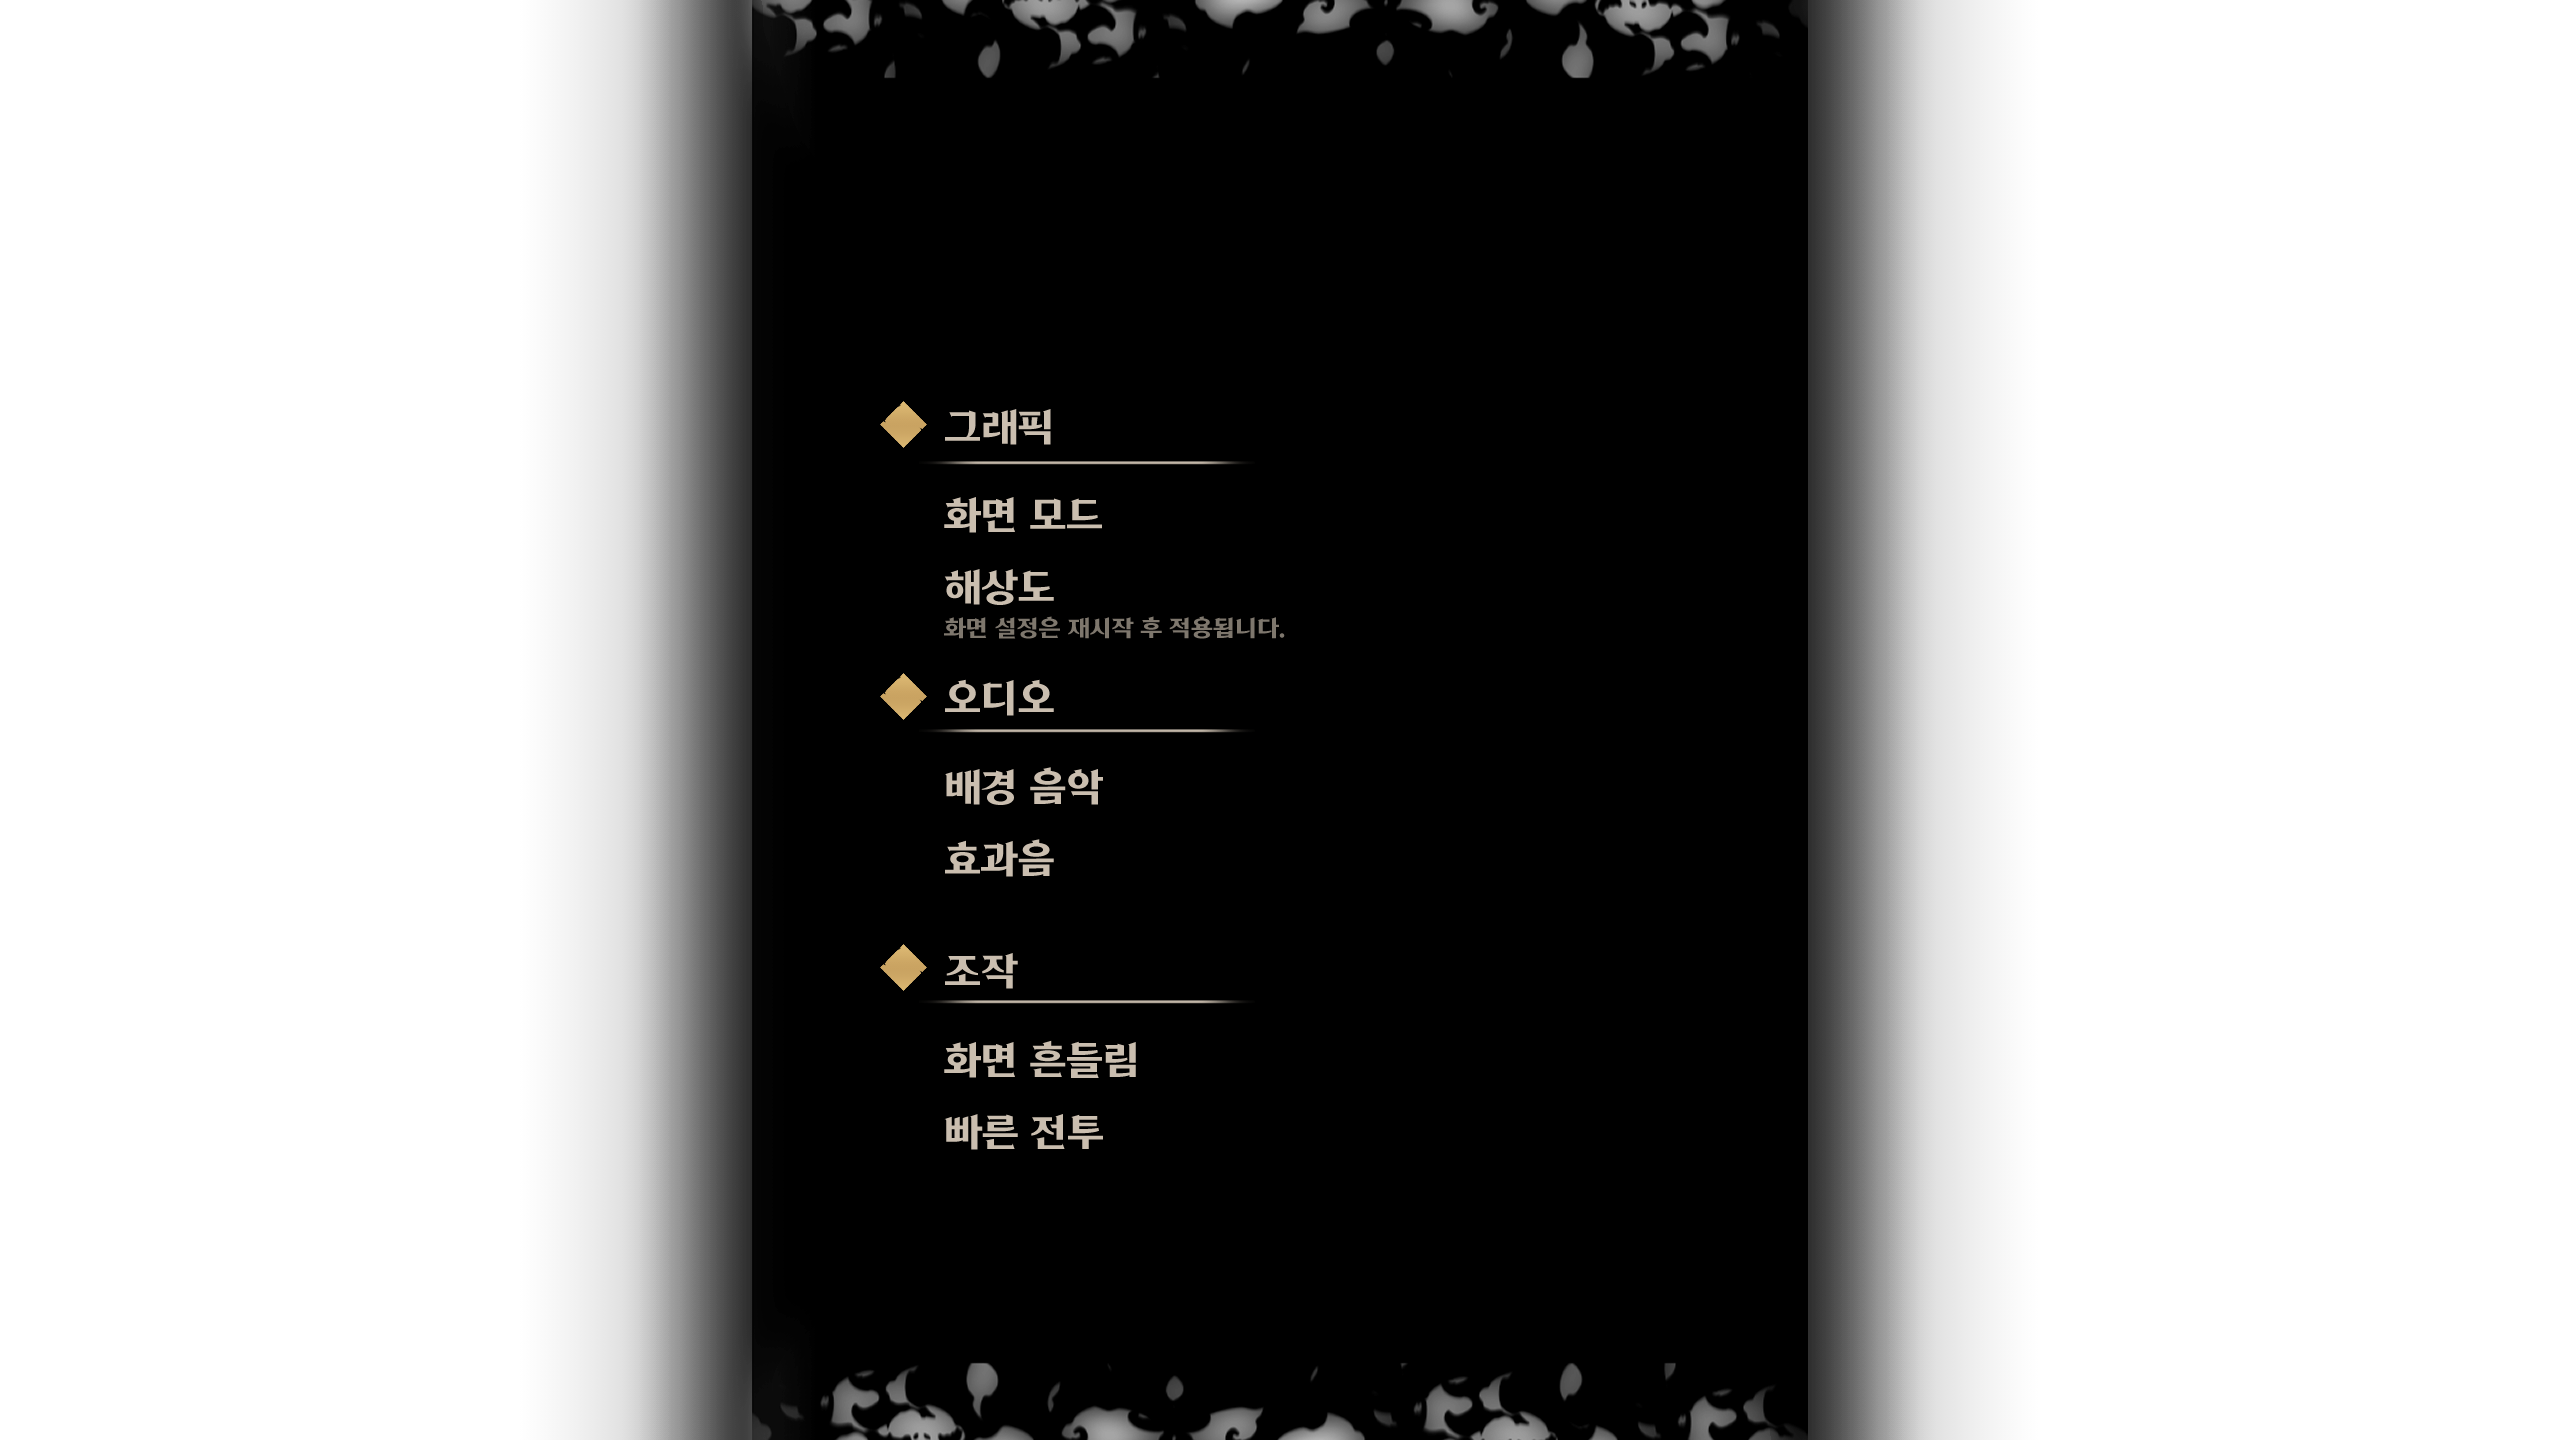 그래픽
화면 모드
해상도
화면 설정은 재시작 후 적용됩니다.
오디오
배경 음악
효과음
조작
화면 흔들림
빠른 전투